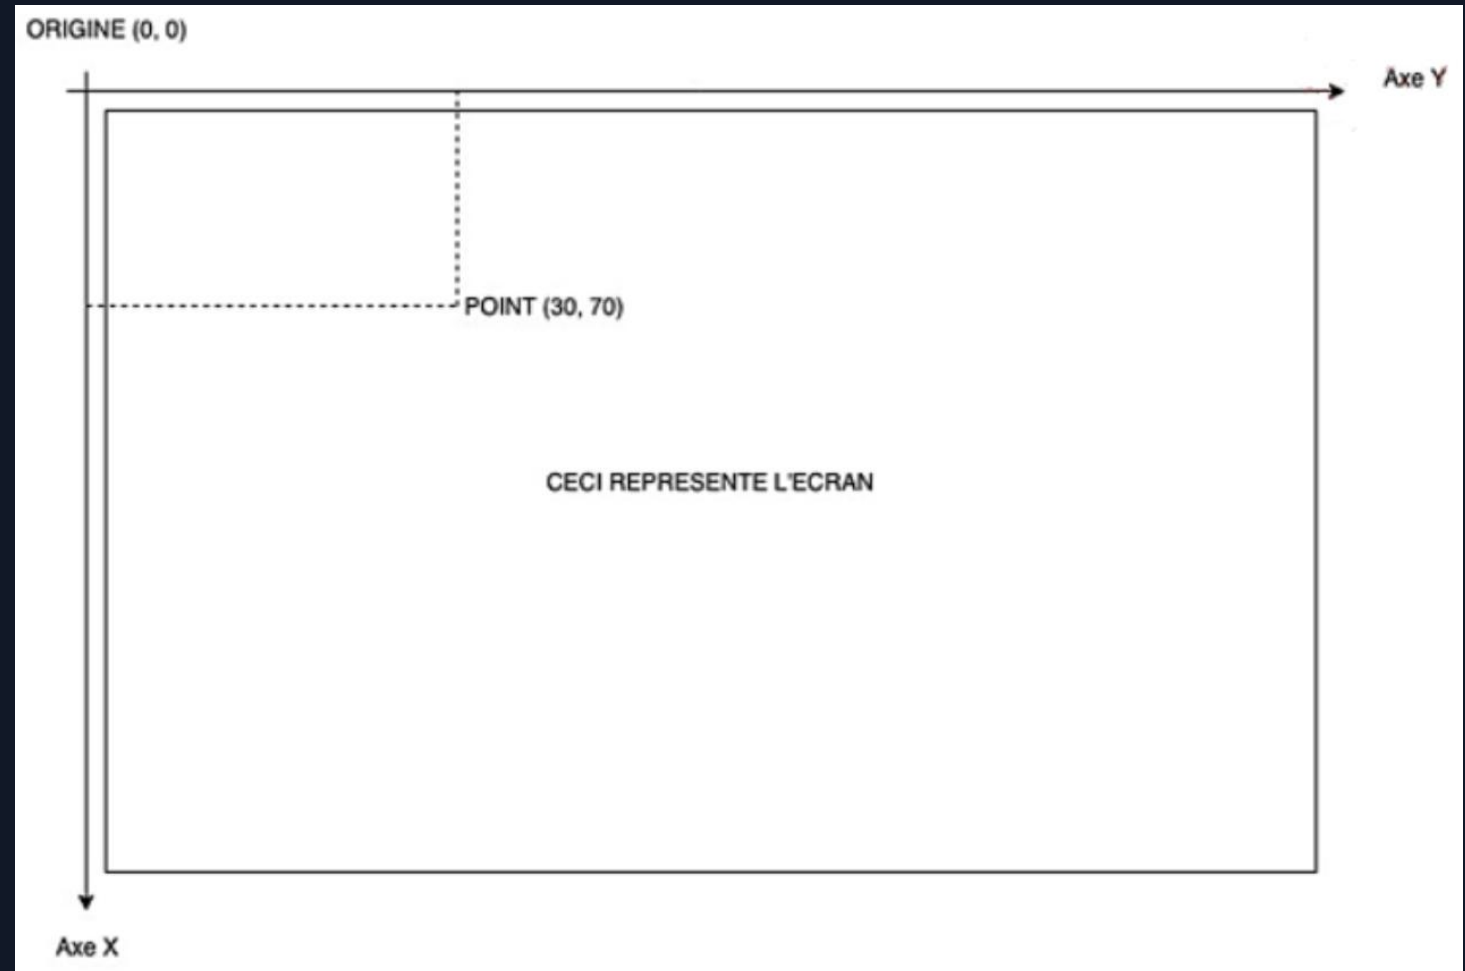 ORIGINE (0, 0)
Axe Y
POINT (30, 70)
CECI REPRESENTE L'ECRAN
Axe X